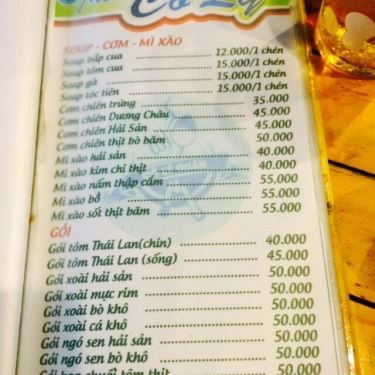 SOUP - CƠM - MÌ XÀO
Soup bắp cua 12.000/1 chén
Soup tôm cua 15.000/1 chén
Soup gà 15.000/1 chén
Soup tóc tiên 15.000/1 chén
Cơm chiên trứng 35.000
Cơm chiên Dương Châu 45.000
Cơm chiên Hải Sản 45.000
Cơm chiên thịt bò băm 50.000
Mì xào hải sản 40.000
Mì xào kim chi thịt 40.000
Mì xào nấm thập cẩm 55.000
Mì xào bò 55.000
Mì xào sốt thịt băm 55.000
GỎI
Gỏi tôm Thái Lan(chín) 40.000
Gỏi tôm Thái Lan (sống) 45.000
Gỏi xoài hải sản 50.000
Gỏi xoài mực rim 50.000
Gỏi xoài bò khô 50.000
Gỏi xoài cá khô 50.000
Gỏi ngó sen hải sản 50.000
Gỏi ngó sen bò khô 50.000
chuối tôm thịt